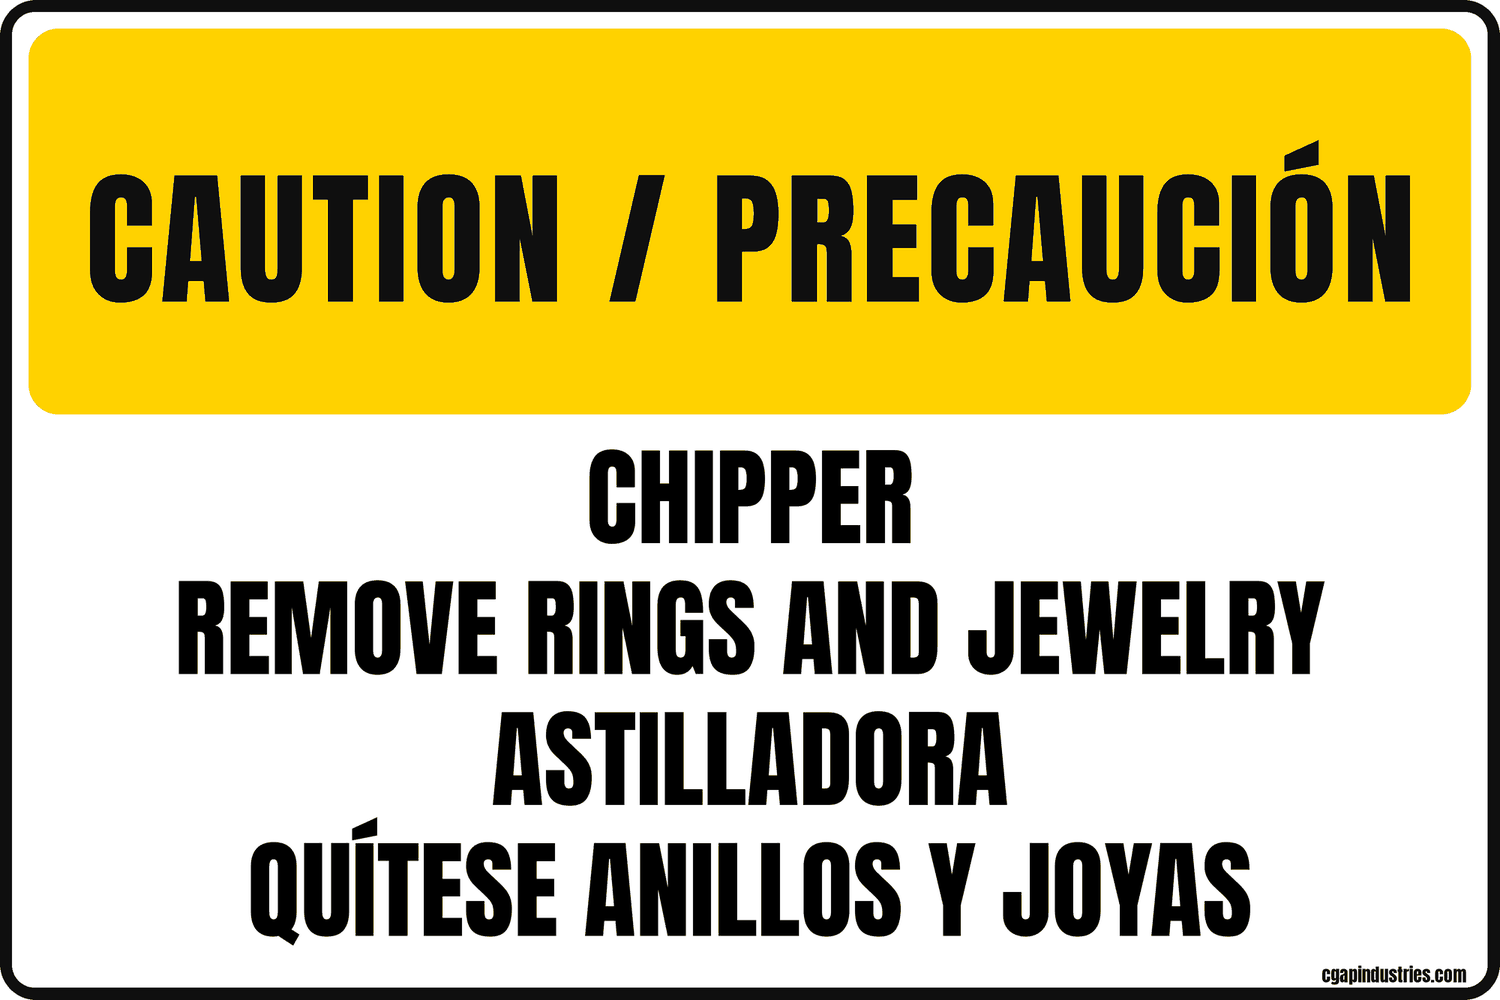 CAUTION / PRECAUCIÓN
CHIPPER
REMOVE RINGS AND JEWELRY
ASTILLADORA
QUÍTESE ANILLOS Y JOYAS
cgapindustries.com